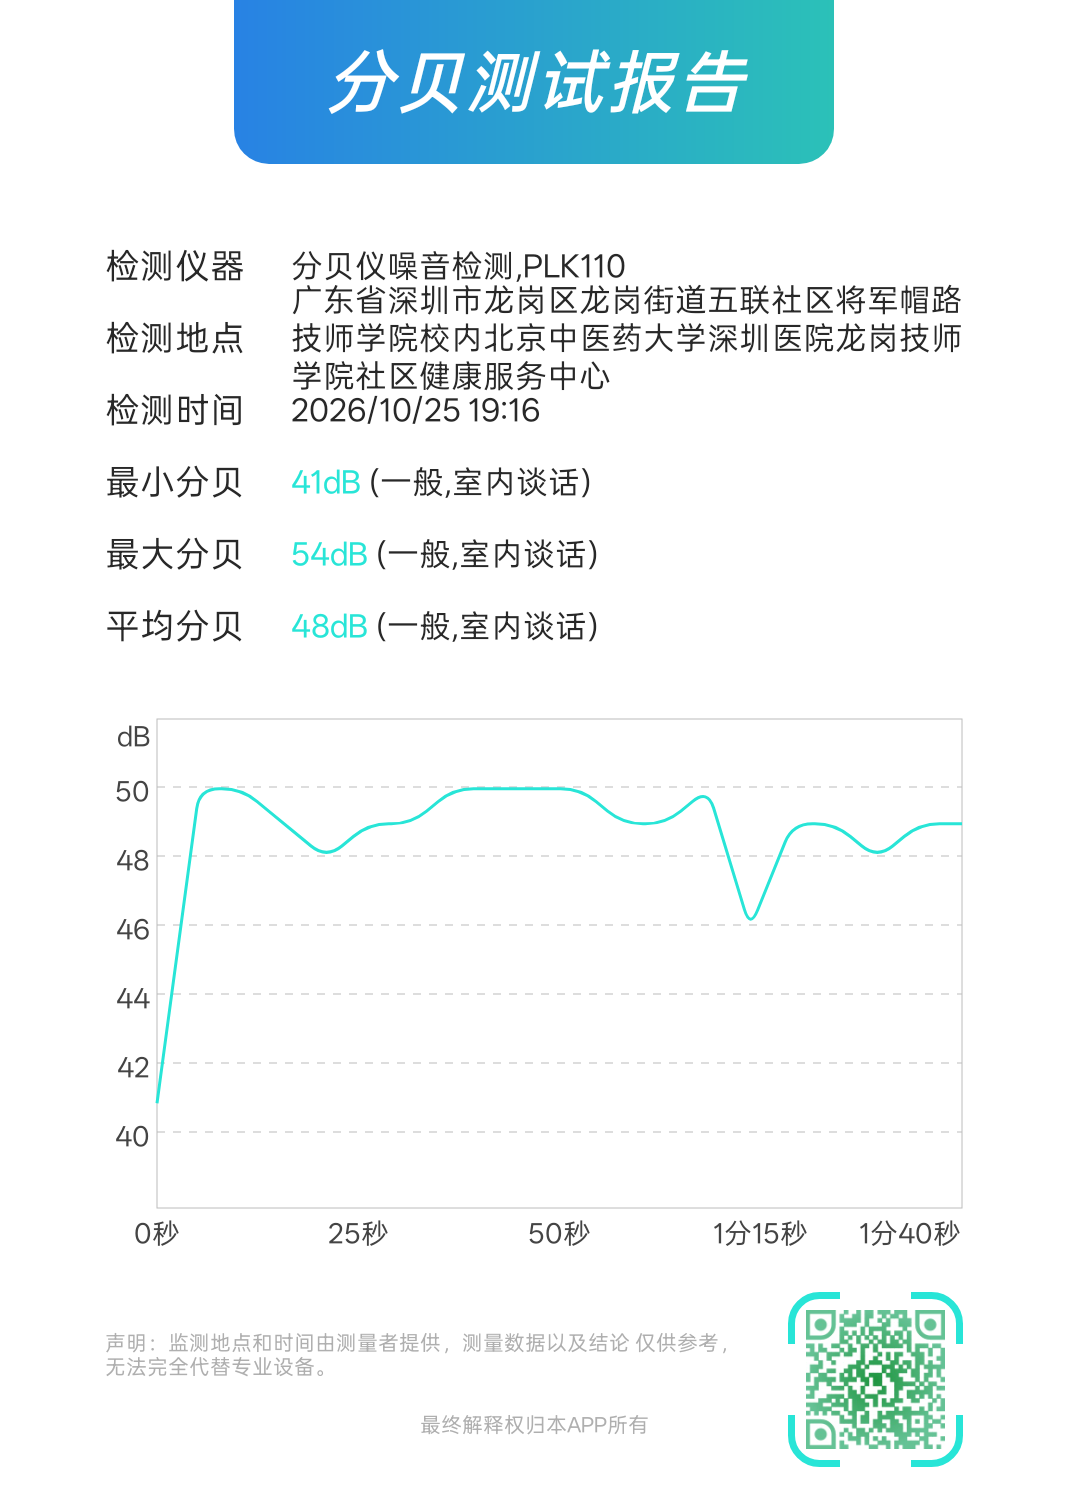 分贝测试报告
检测仪器 分贝仪噪音检测,PLK110
检测地点 广东省深圳市龙岗区龙岗街道五联社区将军帽路
技师学院校内北京中医药大学深圳医院龙岗技师
学院社区健康服务中心
检测时间 2026/10/25 19:16
最小分贝 41dB (一般,室内谈话)
最大分贝 54dB (一般,室内谈话)
平均分贝 48dB (一般,室内谈话)
dB
50
48
46
44
42
40
0秒 25秒 50秒 1分15秒 1分40秒
声明：监测地点和时间由测量者提供，测量数据以及结论 仅供参考，
无法完全代替专业设备。
最终解释权归本APP所有